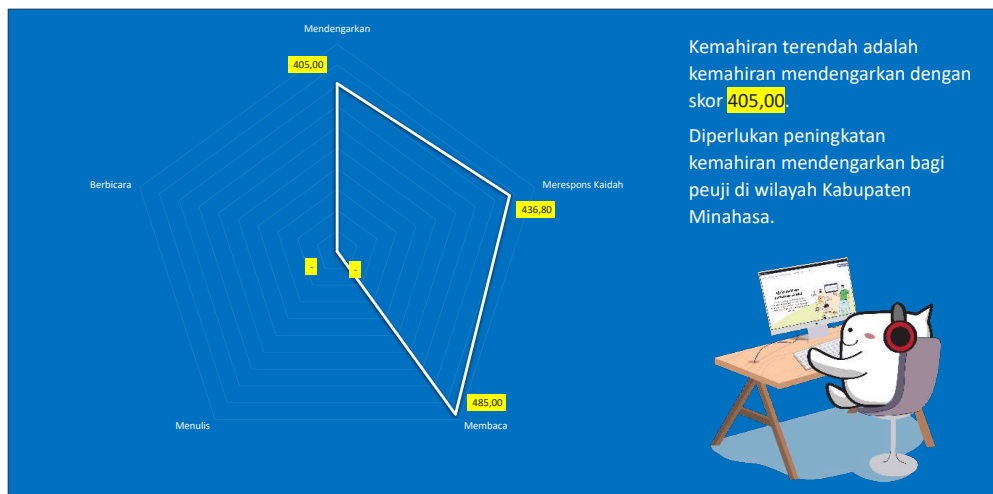 Mendengarkan
405,00
Berbicara
Merespons Kaidah
436,80
-
-
485,00
Menulis
Membaca
Kemahiran terendah adalah
kemahiran mendengarkan dengan
skor 405,00.
Diperlukan peningkatan
kemahiran mendengarkan bagi
peuji di wilayah Kabupaten
Minahasa.